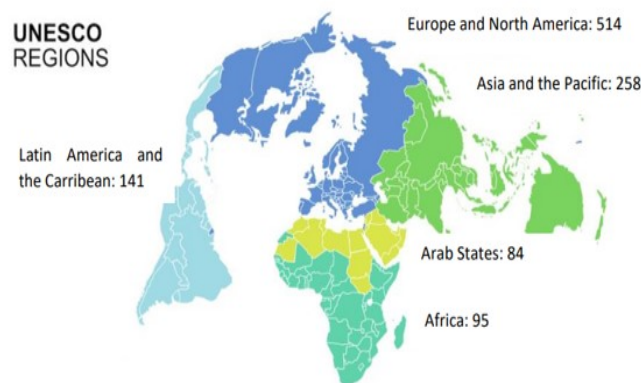 UNESCO
REGIONS
Europe and North America: 514
Asia and the Pacific: 258
Latin America and
the Carribean: 141
Arab States: 84
Africa: 95